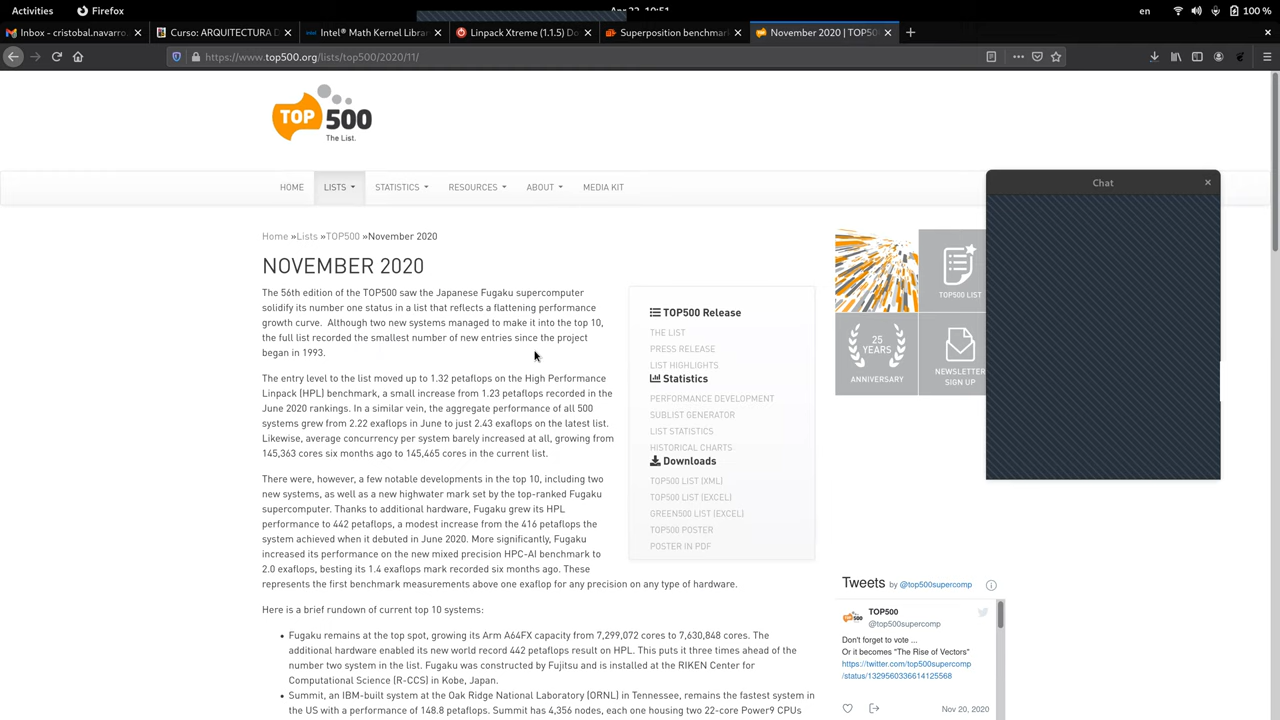 Activities
Firefox
Apr 22, 10:51
en
100 %
Inbox - cristobal.navarro.
Curso: ARQUITECTURA D
Intel® Math Kernel Libra
Linpack Xtreme (1.1.5) Do
Superposition benchmar
November 2020 | TOP50
https://www.top500.org/lists/top500/2020/11/
TOP 500
The List.
HOME
LISTS
STATISTICS
RESOURCES
ABOUT
MEDIA KIT
Chat
Home »Lists »TOP500 »November 2020
NOVEMBER 2020
The 56th edition of the TOP500 saw the Japanese Fugaku supercomputer
solidify its number one status in a list that reflects a flattening performance
growth curve. Although two new systems managed to make it into the top 10,
the full list recorded the smallest number of new entries since the project
began in 1993.
The entry level to the list moved up to 1.32 petaflops on the High Performance
Linpack (HPL) benchmark, a small increase from 1.23 petaflops recorded in the
June 2020 rankings. In a similar vein, the aggregate performance of all 500
systems grew from 2.22 exaflops in June to just 2.43 exaflops on the latest list.
Likewise, average concurrency per system barely increased at all, growing from
145,363 cores six months ago to 145,465 cores in the current list.
There were, however, a few notable developments in the top 10, including two
new systems, as well as a new highwater mark set by the top-ranked Fugaku
supercomputer. Thanks to additional hardware, Fugaku grew its HPL
performance to 442 petaflops, a modest increase from the 416 petaflops the
system achieved when it debuted in June 2020. More significantly, Fugaku
increased its performance on the new mixed precision HPC-AI benchmark to
2.0 exaflops, besting its 1.4 exaflops mark recorded six months ago. These
represents the first benchmark measurements above one exaflop for any precision on any type of hardware.
Here is a brief rundown of current top 10 systems:
• Fugaku remains at the top spot, growing its Arm A64FX capacity from 7,299,072 cores to 7,630,848 cores. The
additional hardware enabled its new world record 442 petaflops result on HPL. This puts it three times ahead of the
number two system in the list. Fugaku was constructed by Fujitsu and is installed at the RIKEN Center for
Computational Science (R-CCS) in Kobe, Japan.
• Summit, an IBM-built system at the Oak Ridge National Laboratory (ORNL) in Tennessee, remains the fastest system in
the US with a performance of 148.8 petaflops. Summit has 4,356 nodes, each one housing two 22-core Power9 CPUs
TOP500 Release
THE LIST
PRESS RELEASE
LIST HIGHLIGHTS
Statistics
PERFORMANCE DEVELOPMENT
SUBLIST GENERATOR
LIST STATISTICS
HISTORICAL CHARTS
Downloads
TOP500 LIST (XML)
TOP500 LIST (EXCEL)
GREEN500 LIST (EXCEL)
TOP500 POSTER
POSTER IN PDF
TOP500 LIST
25
YEARS
ANNIVERSARY
NEWSLETTER
SIGN UP
Tweets by @top500supercomp
TOP500
@top500supercomp
Don't forget to vote ...
Or it becomes "The Rise of Vectors"
https://twitter.com/top500supercomp
/status/1329560336614125568
Nov 20, 2020